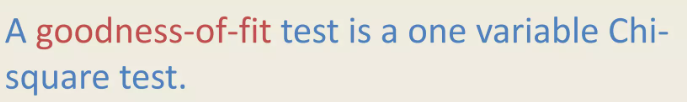 A goodness-of-fit test is a one variable Chi-
square test.